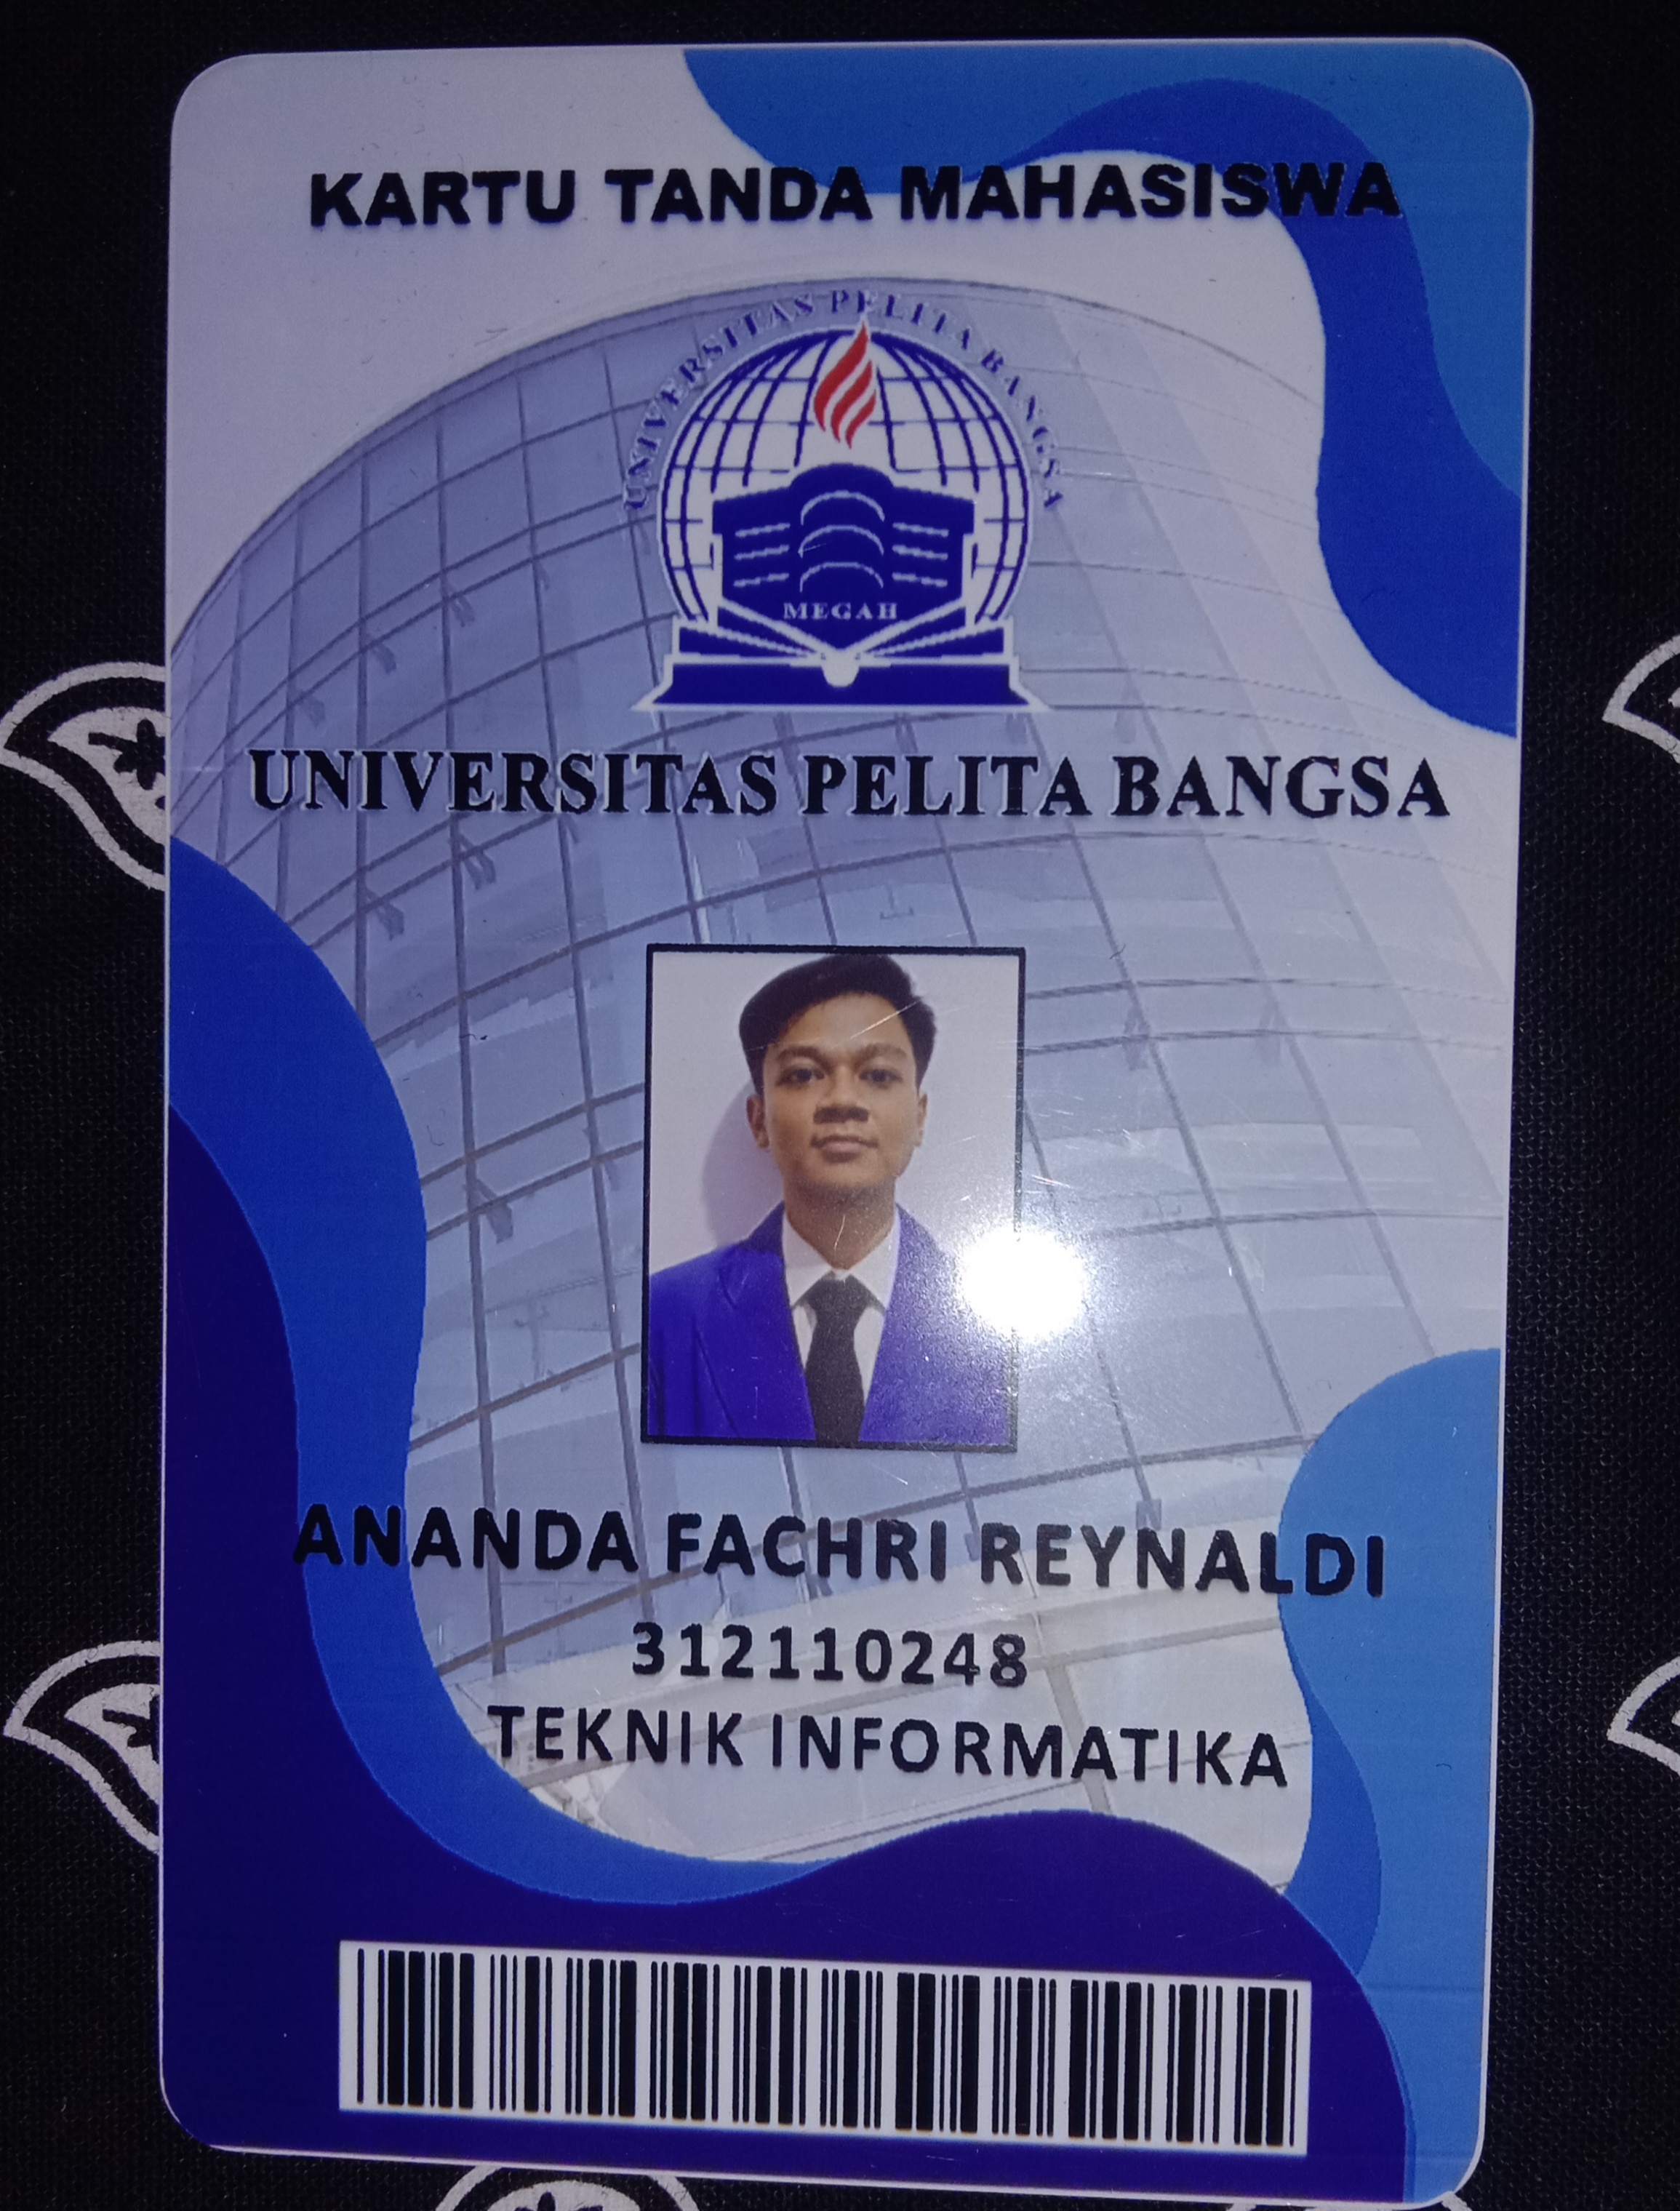 KARTU TANDA MAHASISWA
UNIVERSITAS PELITA BANGSA
MEGAH
UNIVERSITAS PELITA BANGSA
ANANDA FACHRI REYNALDI
312110248
TEKNIK INFORMATIKA